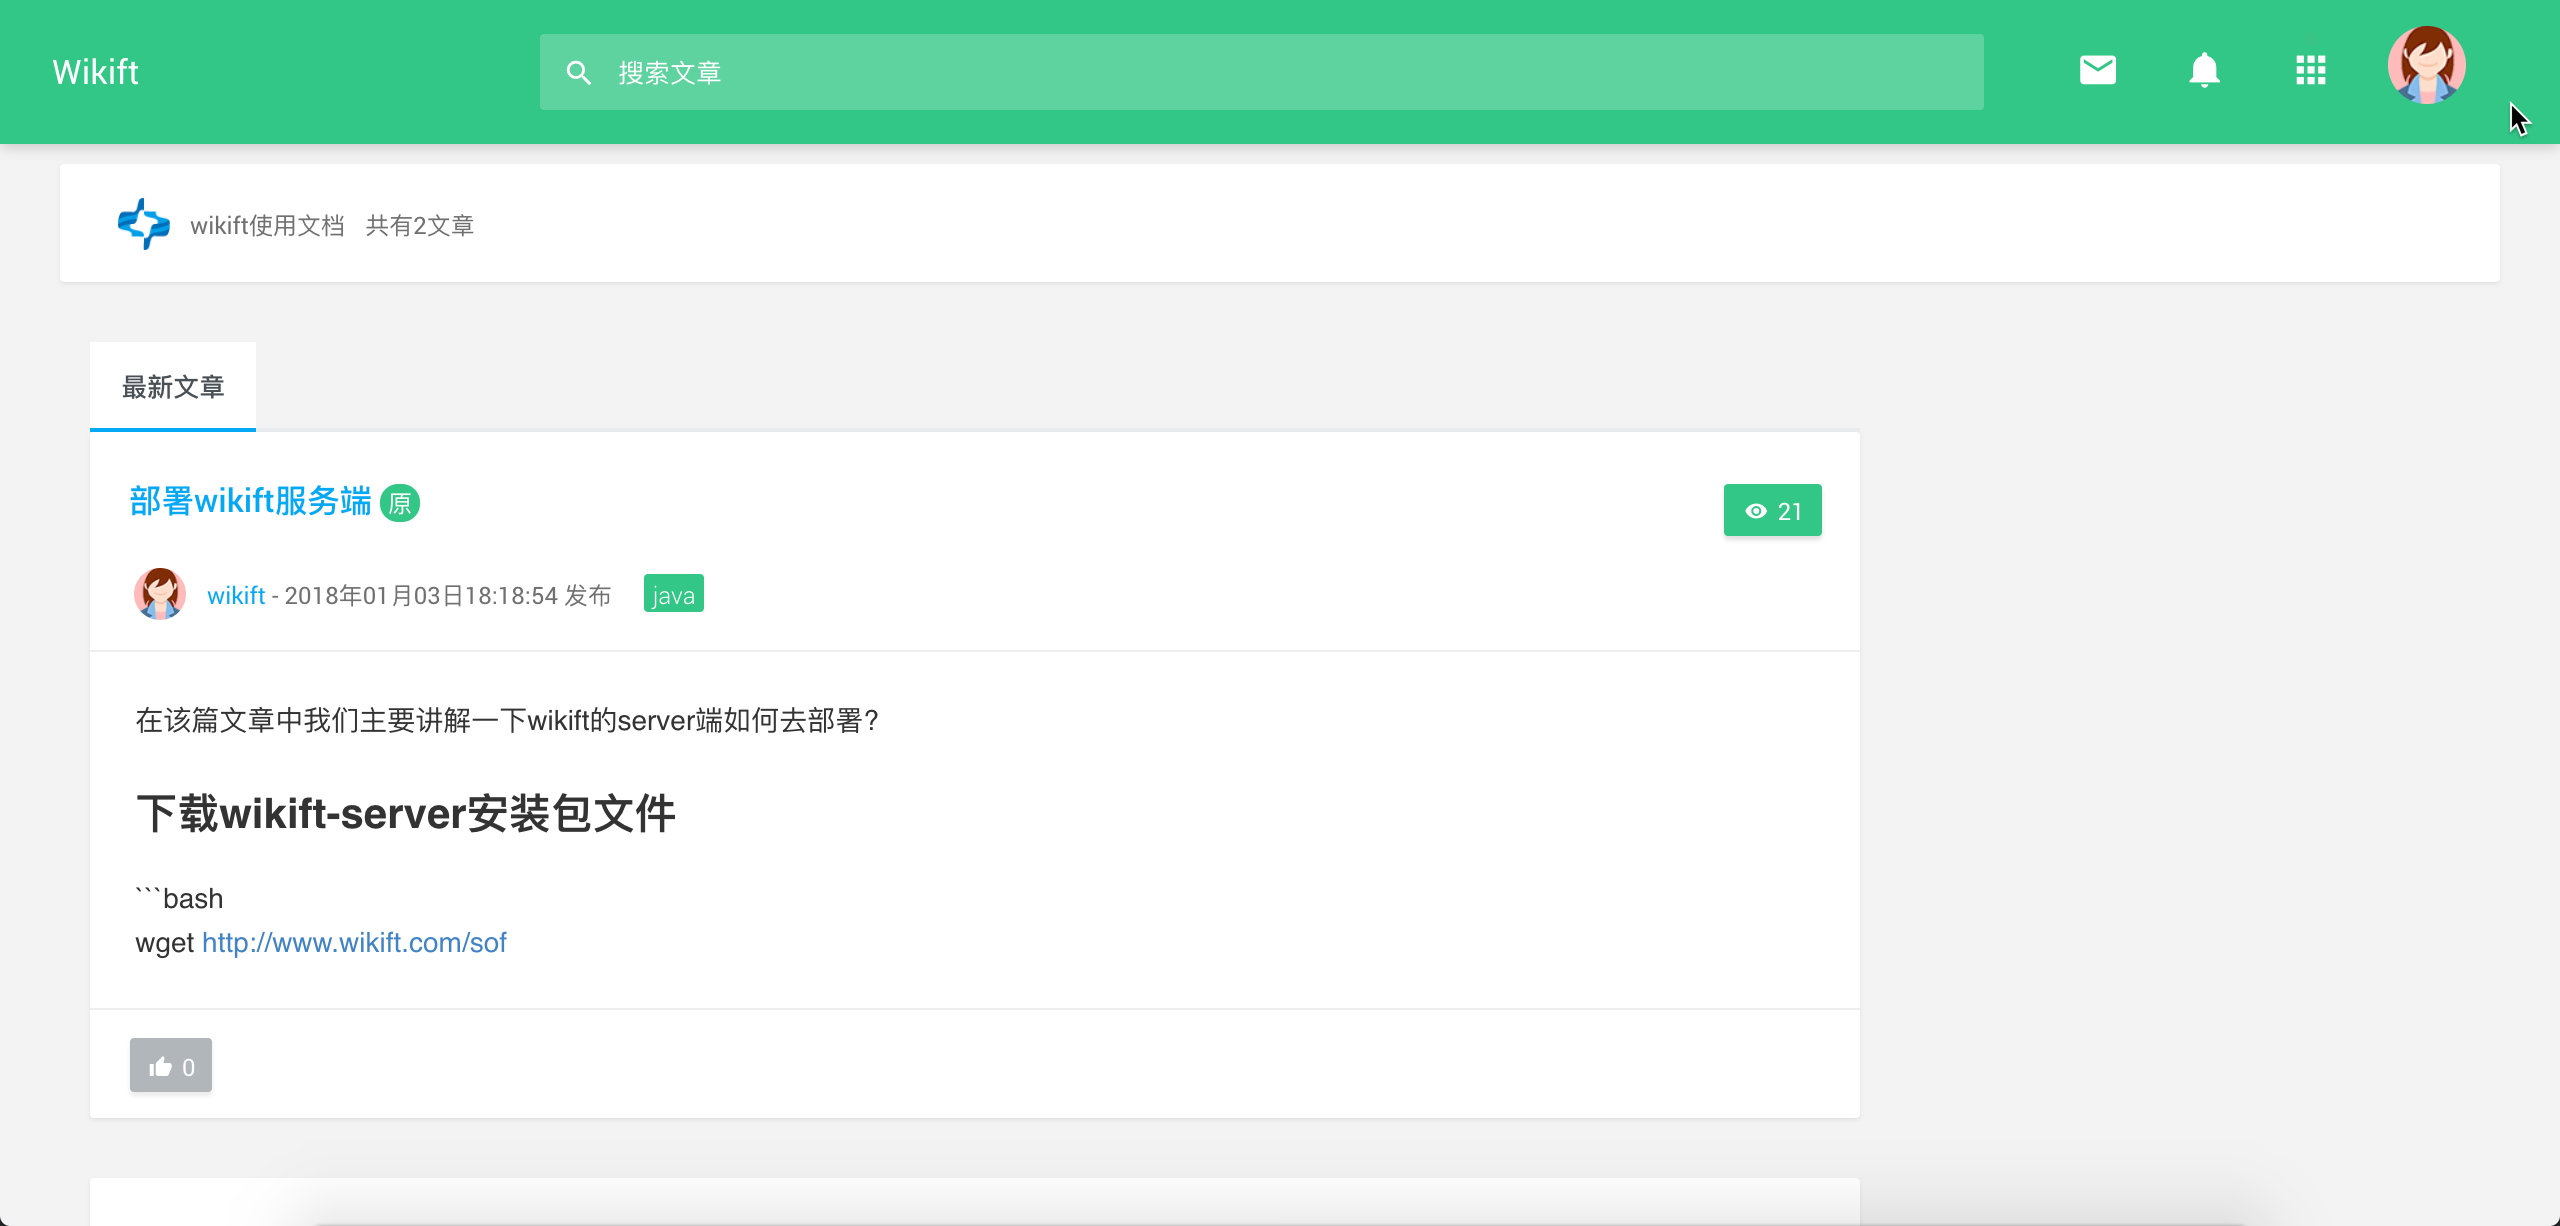 Wikift
搜索文章
wikift使用文档 共有2文章
最新文章
部署wikift服务端 原
21
wikift - 2018年01月03日18:18:54 发布 java
在该篇文章中我们主要讲解一下wikift的server端如何去部署?
下载wikift-server安装包文件
```bash
wget http://www.wikift.com/sof
0